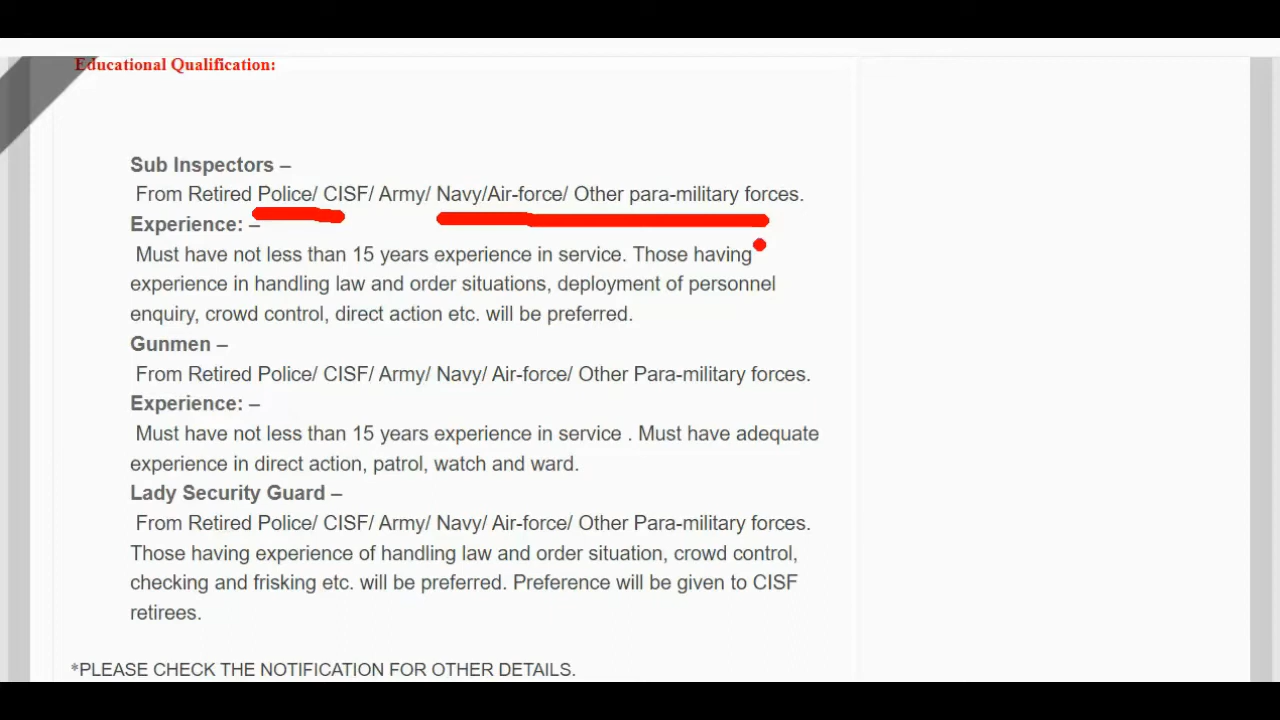 Educational Qualification:
Sub Inspectors –
From Retired Police/ CISF/ Army/ Navy/Air-force/ Other para-military forces.
Experience: –
Must have not less than 15 years experience in service. Those having
experience in handling law and order situations, deployment of personnel
enquiry, crowd control, direct action etc. will be preferred.
Gunmen –
From Retired Police/ CISF/ Army/ Navy/ Air-force/ Other Para-military forces.
Experience: –
Must have not less than 15 years experience in service . Must have adequate
experience in direct action, patrol, watch and ward.
Lady Security Guard –
From Retired Police/ CISF/ Army/ Navy/ Air-force/ Other Para-military forces.
Those having experience of handling law and order situation, crowd control,
checking and frisking etc. will be preferred. Preference will be given to CISF
retirees.
*PLEASE CHECK THE NOTIFICATION FOR OTHER DETAILS.